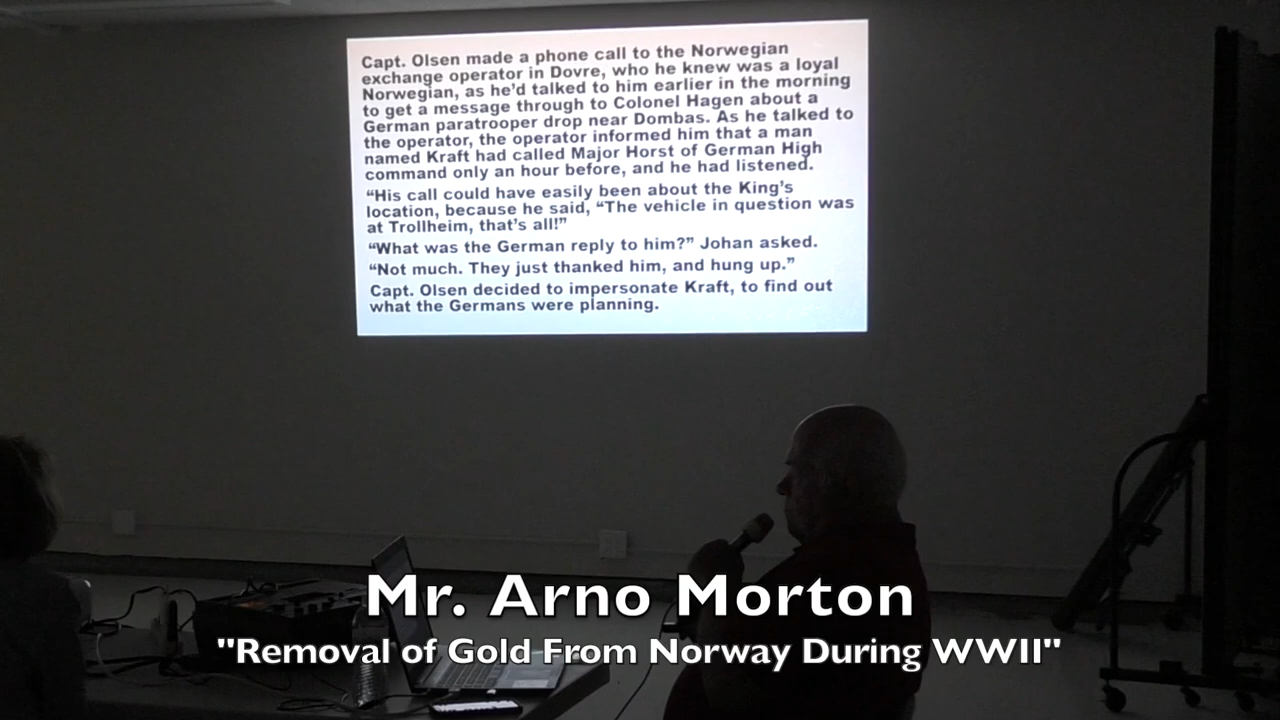 Capt. Olsen made a phone call to the Norwegian
exchange operator in Dovre, who he knew was a loyal
Norwegian, as he'd talked to him earlier in the morning
to get a message through to Colonel Hagen about a
German paratrooper drop near Dombas. As he talked to
the operator, the operator informed him that a man
named Kraft had called Major Horst of German High
command only an hour before, and he had listened.
“His call could have easily been about the King's
location, because he said, “The vehicle in question was
at Trollheim, that's all!”
“What was the German reply to him?” Johan asked.
“Not much. They just thanked him, and hung up.”
Capt. Olsen decided to impersonate Kraft, to find out
what the Germans were planning.
Mr. Arno Morton
"Removal of Gold From Norway During WWII"